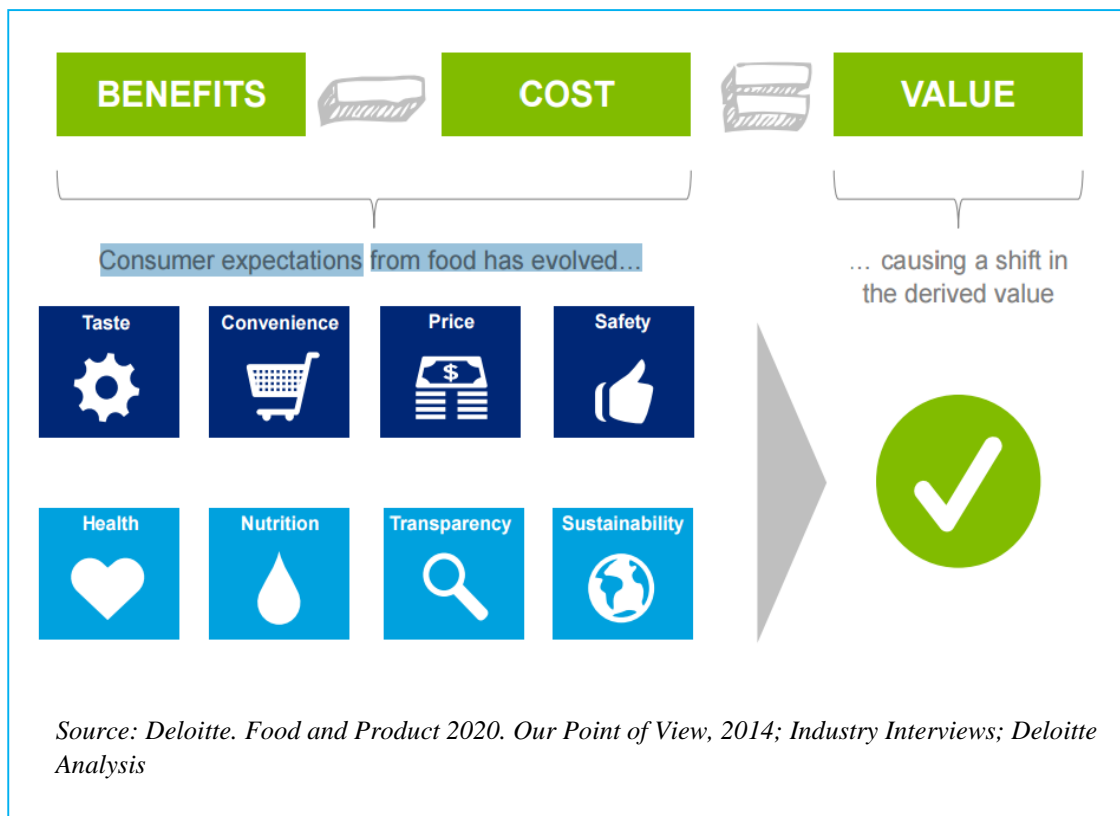 BENEFITS COST VALUE
Consumer expectations from food has evolved...
... causing a shift in
the derived value
Taste Convenience Price Safety
$
Health Nutrition Transparency Sustainability
Source: Deloitte. Food and Product 2020. Our Point of View, 2014; Industry Interviews; Deloitte
Analysis